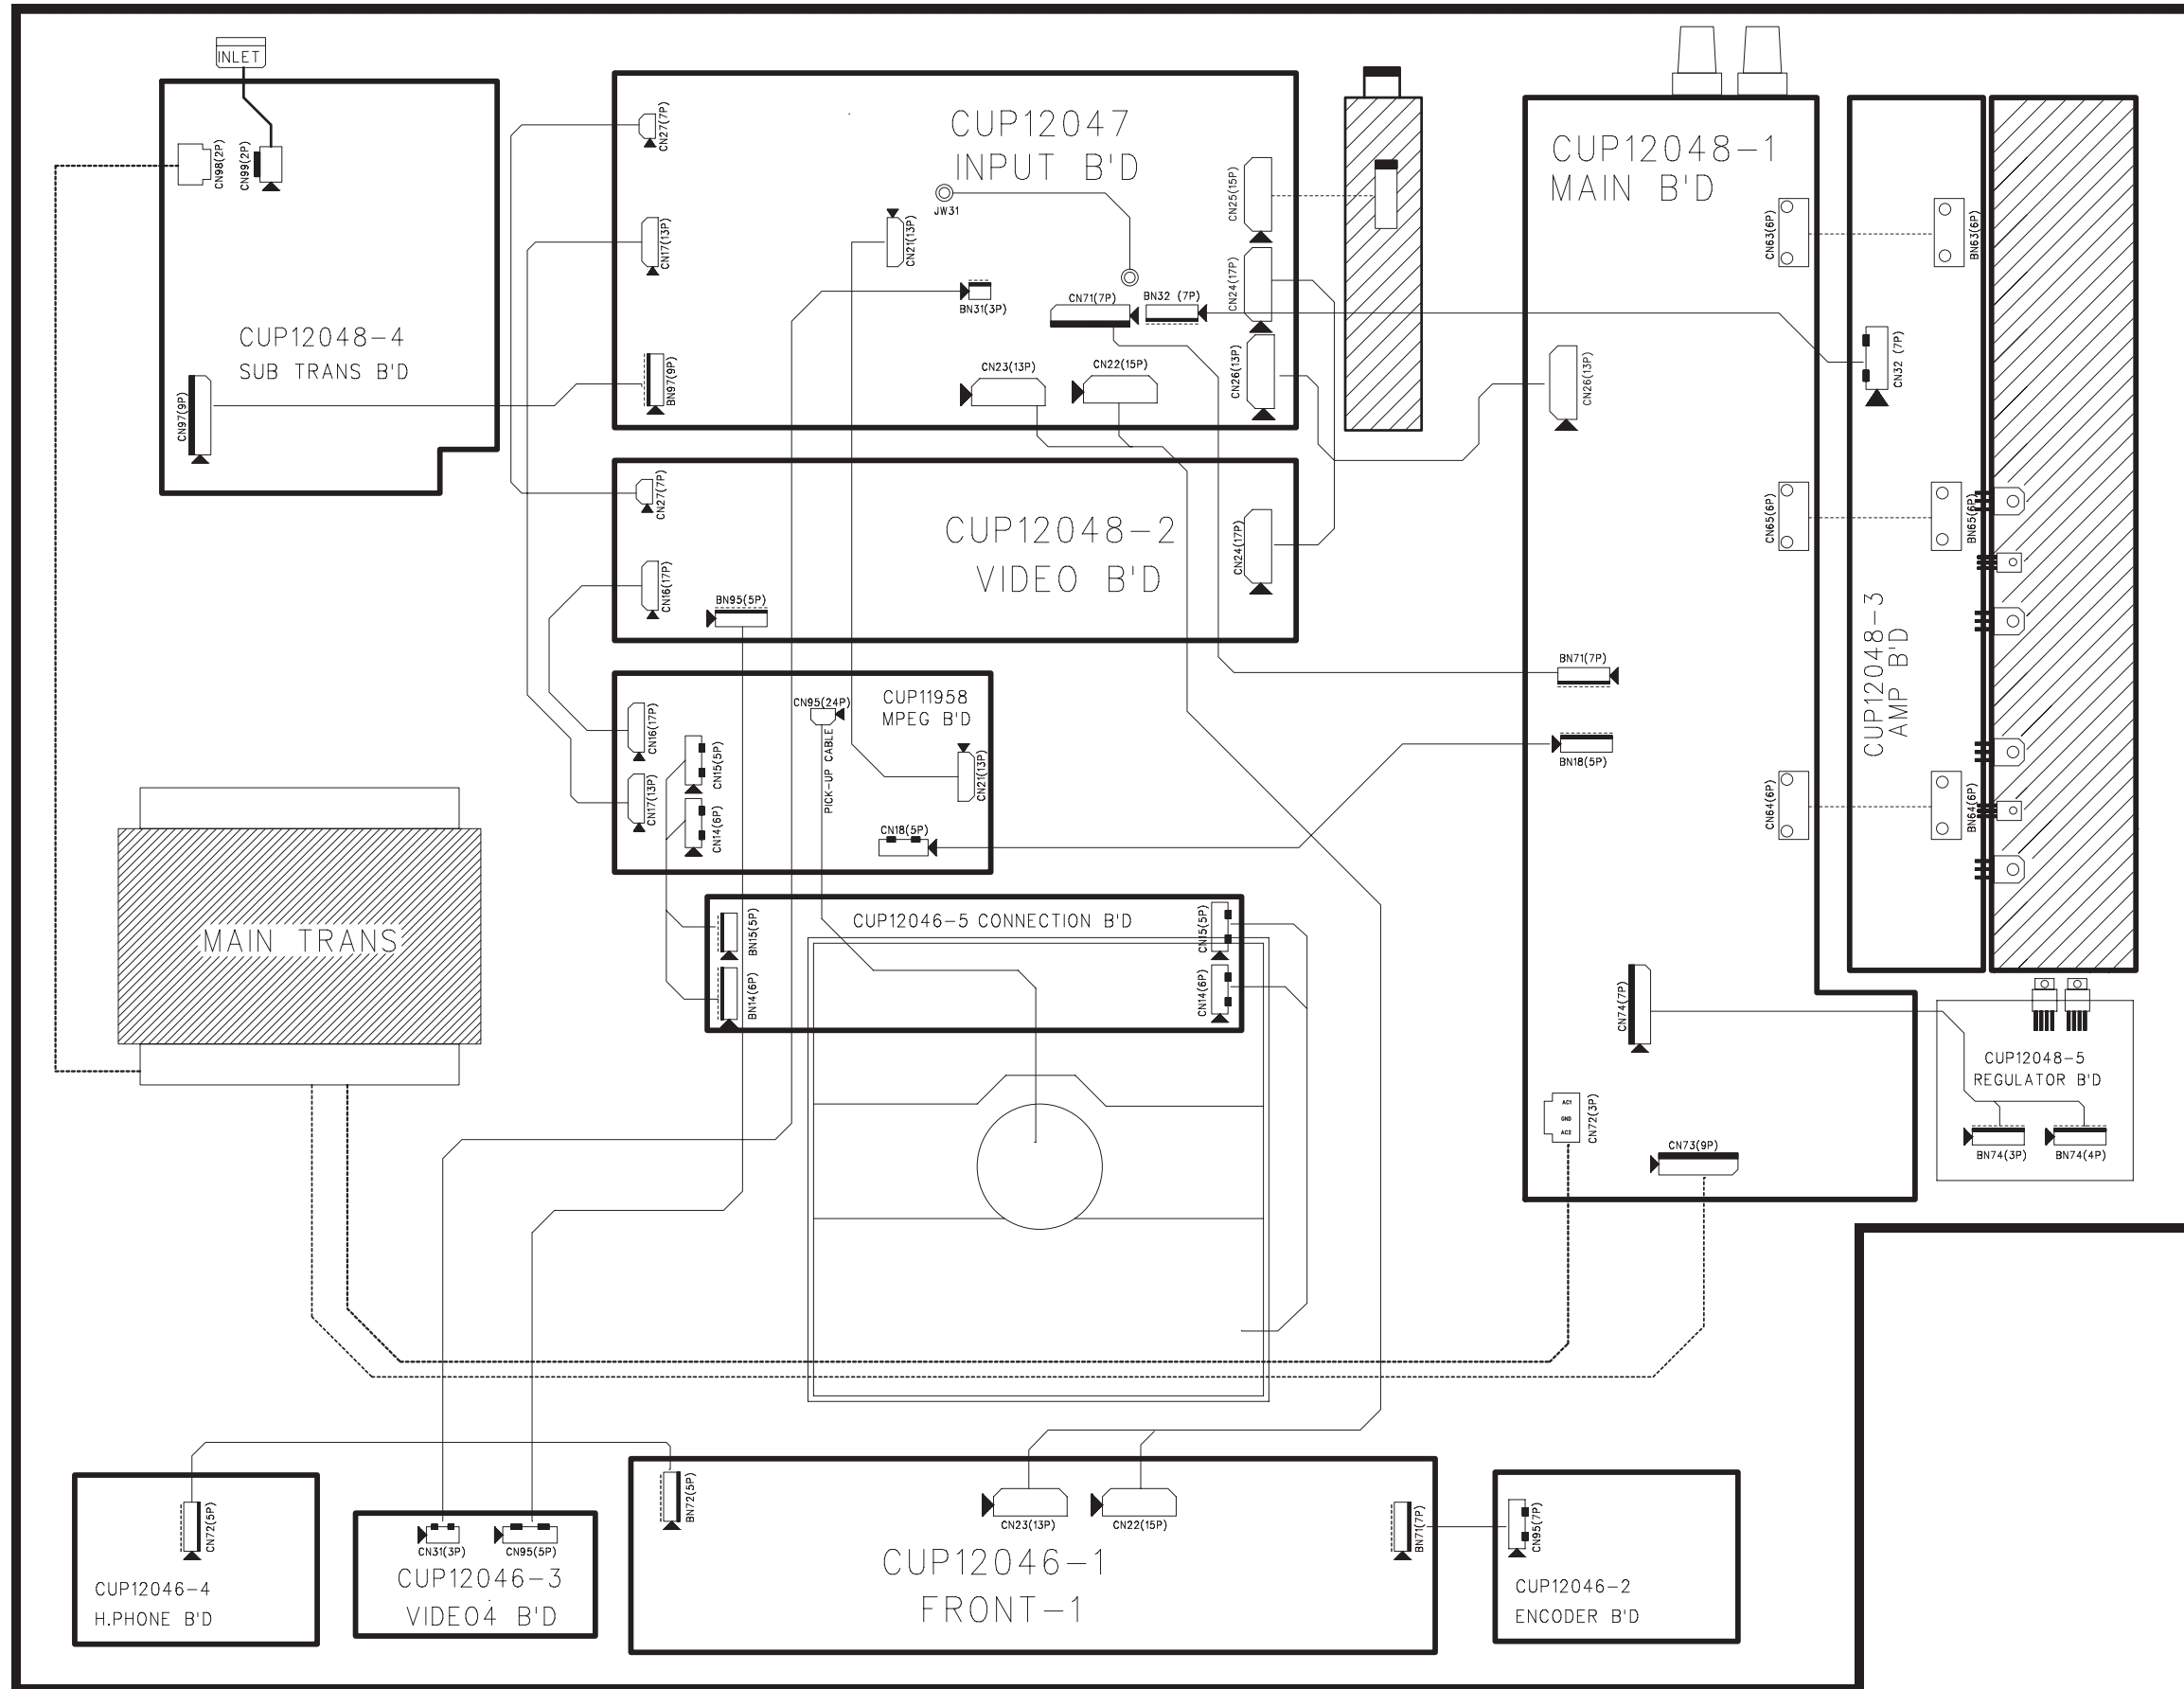 INLET
CN98(2P)
CN99(2P)
CUP12048-4
SUB TRANS B'D
CN97(9P)
CN27(7P)
CUP12047
INPUT B'D
CN17(13P)
CN21(13P)
JW31
CN25(15P)
CN24(17P)
BN31(3P)
CN71(7P)
BN32 (7P)
BN97(9P)
CN23(13P)
CN22(15P)
CN26(13P)
CUP12048-1
MAIN B'D
CN63(6P)
BN63(6P)
CN26(13P)
CN32 (7P)
CN27(7P)
CUP12048-2
VIDEO B'D
CN24(17P)
CN16(17P)
BN95(5P)
CN65(6P)
BN65(6P)
CUP12048-3
AMP B'D
BN71(7P)
BN18(5P)
CN64(6P)
BN64(6P)
CUP11958
MPEG B'D
CN95(24P)
PICK-UP CABLE
CN16(17P)
CN15(5P)
CN17(13P)
CN14(6P)
CN21(13P)
CN18(5P)
MAIN TRANS
CUP12046-5 CONNECTION B'D
BN15(5P)
CN15(5P)
BN14(6P)
CN14(6P)
CN74(7P)
CUP12048-5
REGULATOR B'D
BN74(3P)
BN74(4P)
AC1
GND
AC2
CN72(3P)
CN73(9P)
CN72(5P)
CUP12046-4
H.PHONE B'D
CN31(3P)
CN95(5P)
CUP12046-3
VIDEO4 B'D
BN72(5P)
CN23(13P)
CN22(15P)
BN71(7P)
CUP12046-1
FRONT-1
CN95(7P)
CUP12046-2
ENCODER B'D